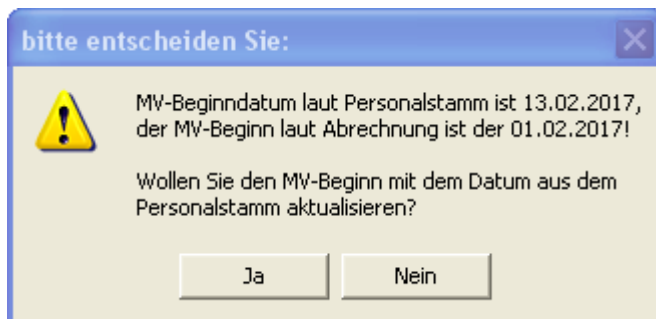 bitte entscheiden Sie:
MV-Beginndatum laut Personalstamm ist 13.02.2017,
der MV-Beginn laut Abrechnung ist der 01.02.2017!
Wollen Sie den MV-Beginn mit dem Datum aus dem
Personalstamm aktualisieren?
Ja Nein